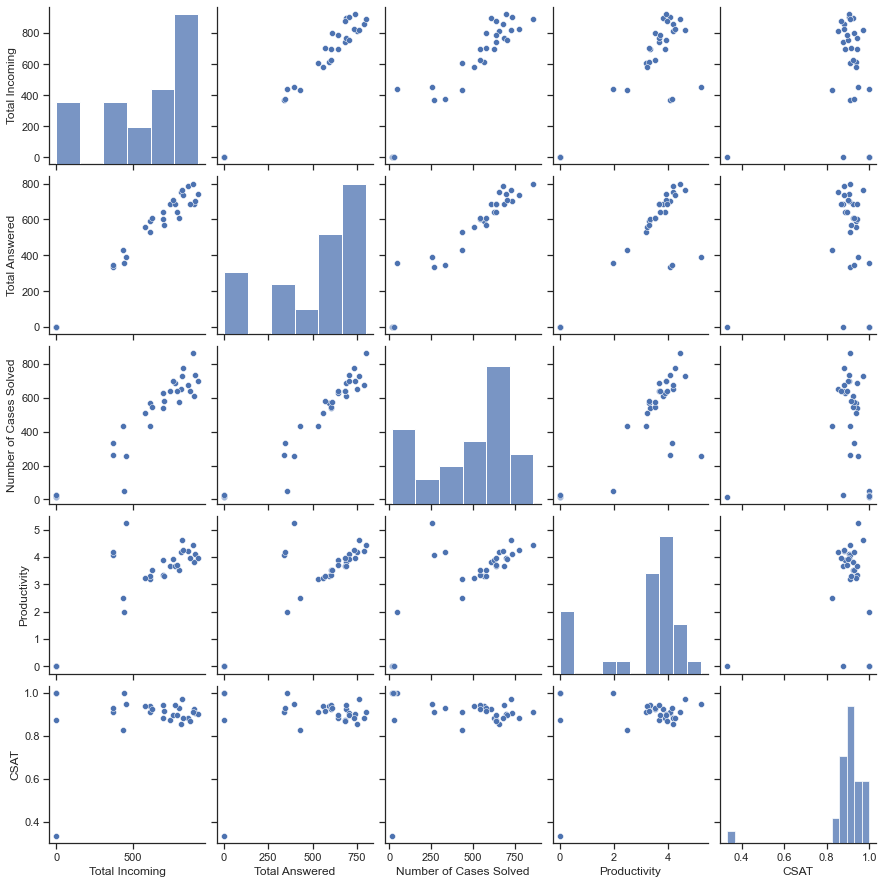 Total Incoming
800
600
400
200
0
Total Answered
800
600
400
200
0
Number of Cases Solved
800
600
400
200
0
Productivity
5
4
3
2
1
0
CSAT
1.0
0.8
0.6
0.4
0 500
Total Incoming
0 250 500 750
Total Answered
0 250 500 750
Number of Cases Solved
0 2 4
Productivity
0.4 0.6 0.8 1.0
CSAT